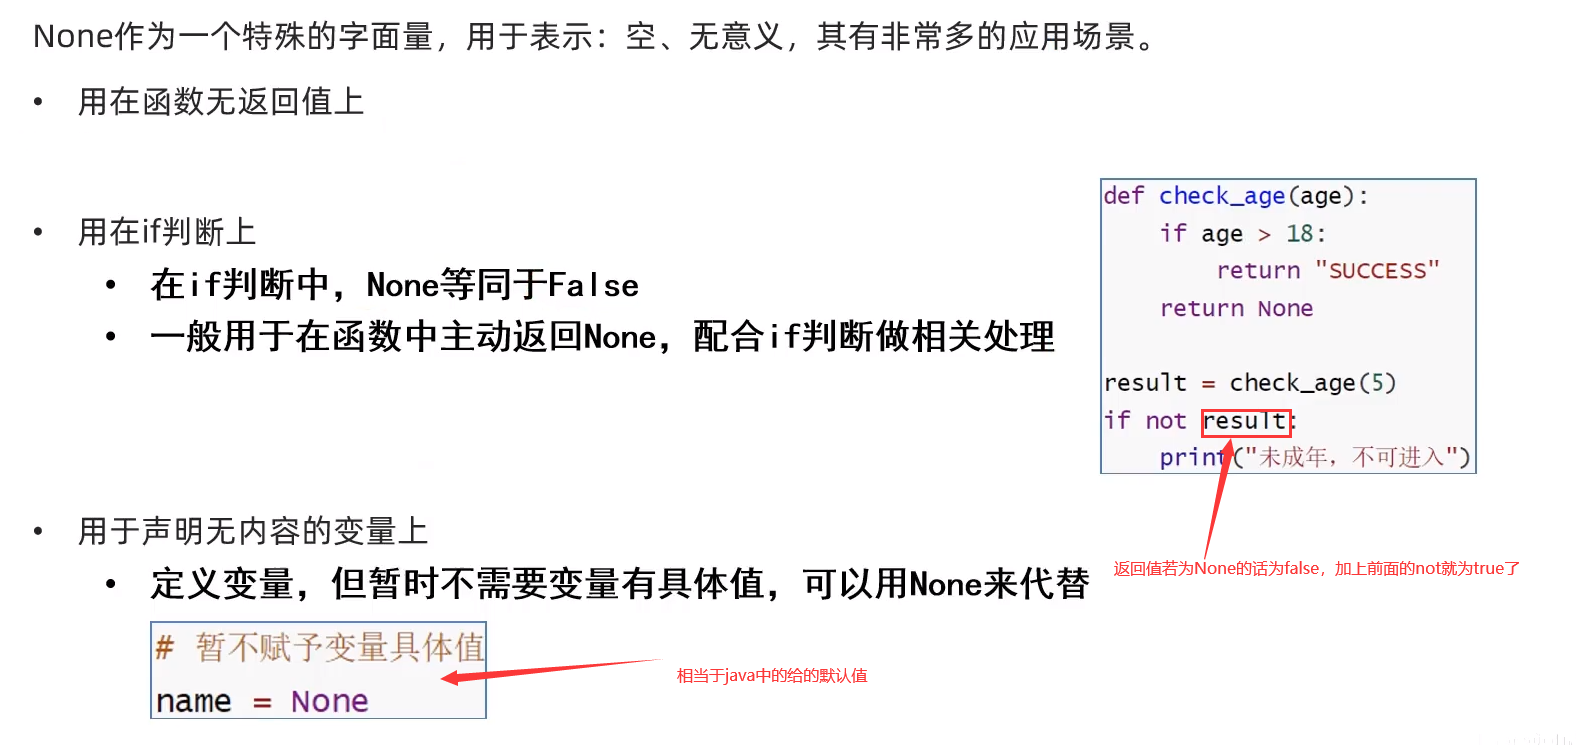 None作为一个特殊的字面量，用于表示：空、无意义，其有非常多的应用场景。
• 用在函数无返回值上
• 用在if判断上
• 在if判断中，None等同于False
• 一般用于在函数中主动返回None，配合if判断做相关处理
def check_age(age):
    if age > 18:
        return "SUCCESS"
    return None
result = check_age(5)
if not result:
    print("未成年，不可进入")
返回值若为None的话为false，加上前面的not就为true了
• 用于声明无内容的变量上
• 定义变量，但暂时不需要变量有具体值，可以用None来代替
# 暂不赋予变量具体值
name = None
相当于java中的给的默认值